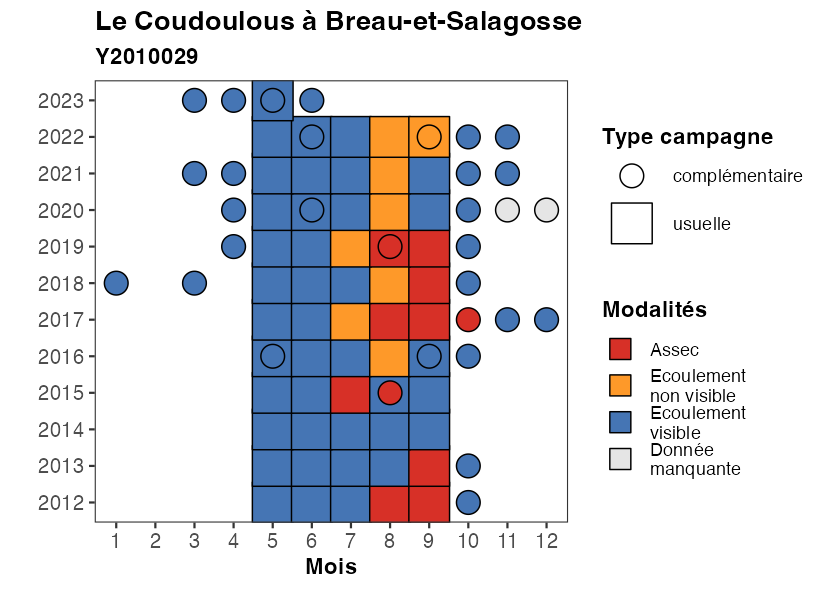 Le Coudoulous à Breau-et-Salagosse
Y2010029
2023
2022
2021
2020
2019
2018
2017
2016
2015
2014
2013
2012
1 2 3 4 5 6 7 8 9 10 11 12
Mois
Type campagne
complémentaire
usuelle
Modalités
Assec
Ecoulement
non visible
Ecoulement
visible
Donnée
manquante